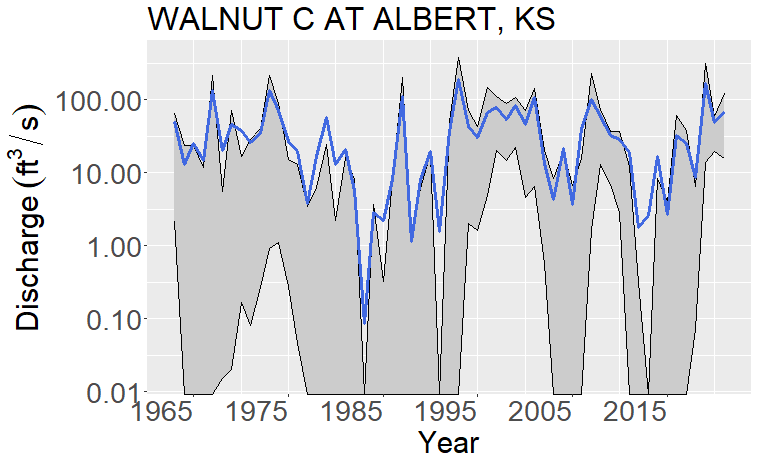 WALNUT C AT ALBERT, KS
Discharge (ft³/s)
100.00
10.00
1.00
0.10
0.01
1965 1975 1985 1995 2005 2015
Year